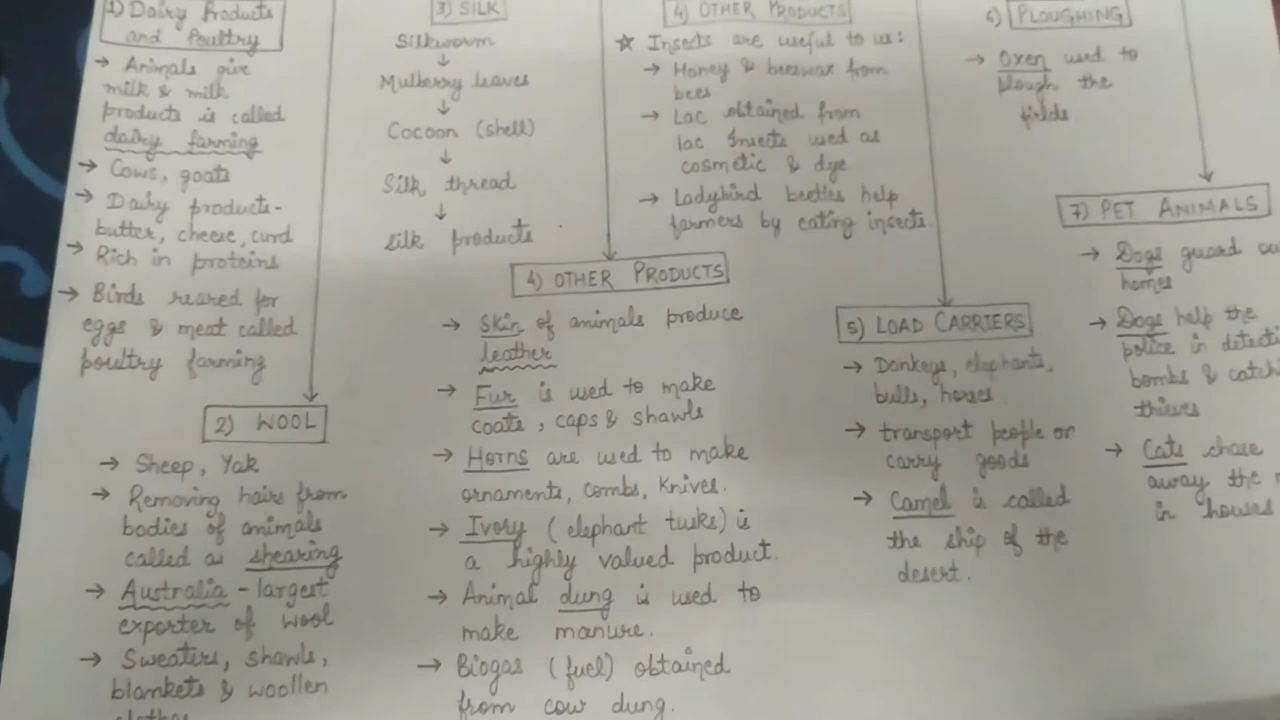 1) Dairy Products
and Poultry
→ Animals give
milk & milk
products is called
dairy farming
→ Cows, goats
→ Dairy products-
butter, cheese, curd
→ Rich in proteins
→ Birds reared for
eggs & meat called
poultry farming
2) WOOL
→ Sheep, Yak
→ Removing hairs from
bodies of animals
called as shearing
→ Australia - largest
exporter of wool
→ Sweaters, shawls,
blankets & woollen
3) SILK
Silkworm
↓
Mulberry leaves
↓
Cocoon (shell)
↓
Silk thread
↓
silk products
4) OTHER PRODUCTS
→ Skin of animals produce
leather
→ Fur is used to make
coats, caps & shawls
→ Horns are used to make
ornaments, combs, knives.
→ Ivory (elephant tusks) is
a highly valued product.
→ Animal dung is used to
make manure.
→ Biogas (fuel) obtained
from cow dung.
4) OTHER PRODUCTS
☆ Insects are useful to us:
→ Honey & beeswax from
bees
→ Lac obtained from
lac insects used as
cosmetic & dye
→ Ladybird beetles help
farmers by eating insects.
5) LOAD CARRIERS
→ Donkeys, elephants,
bulls, horses.
→ transport people or
carry goods
→ Camel is called
the ship of the
desert.
6) PLOUGHING
→ Oxen used to
plough the
fields
7) PET ANIMALS
→ Dogs guard
homes
→ Dogs help the
police in
bombs & catch
thieves
→ Cats chase
away the
in houses